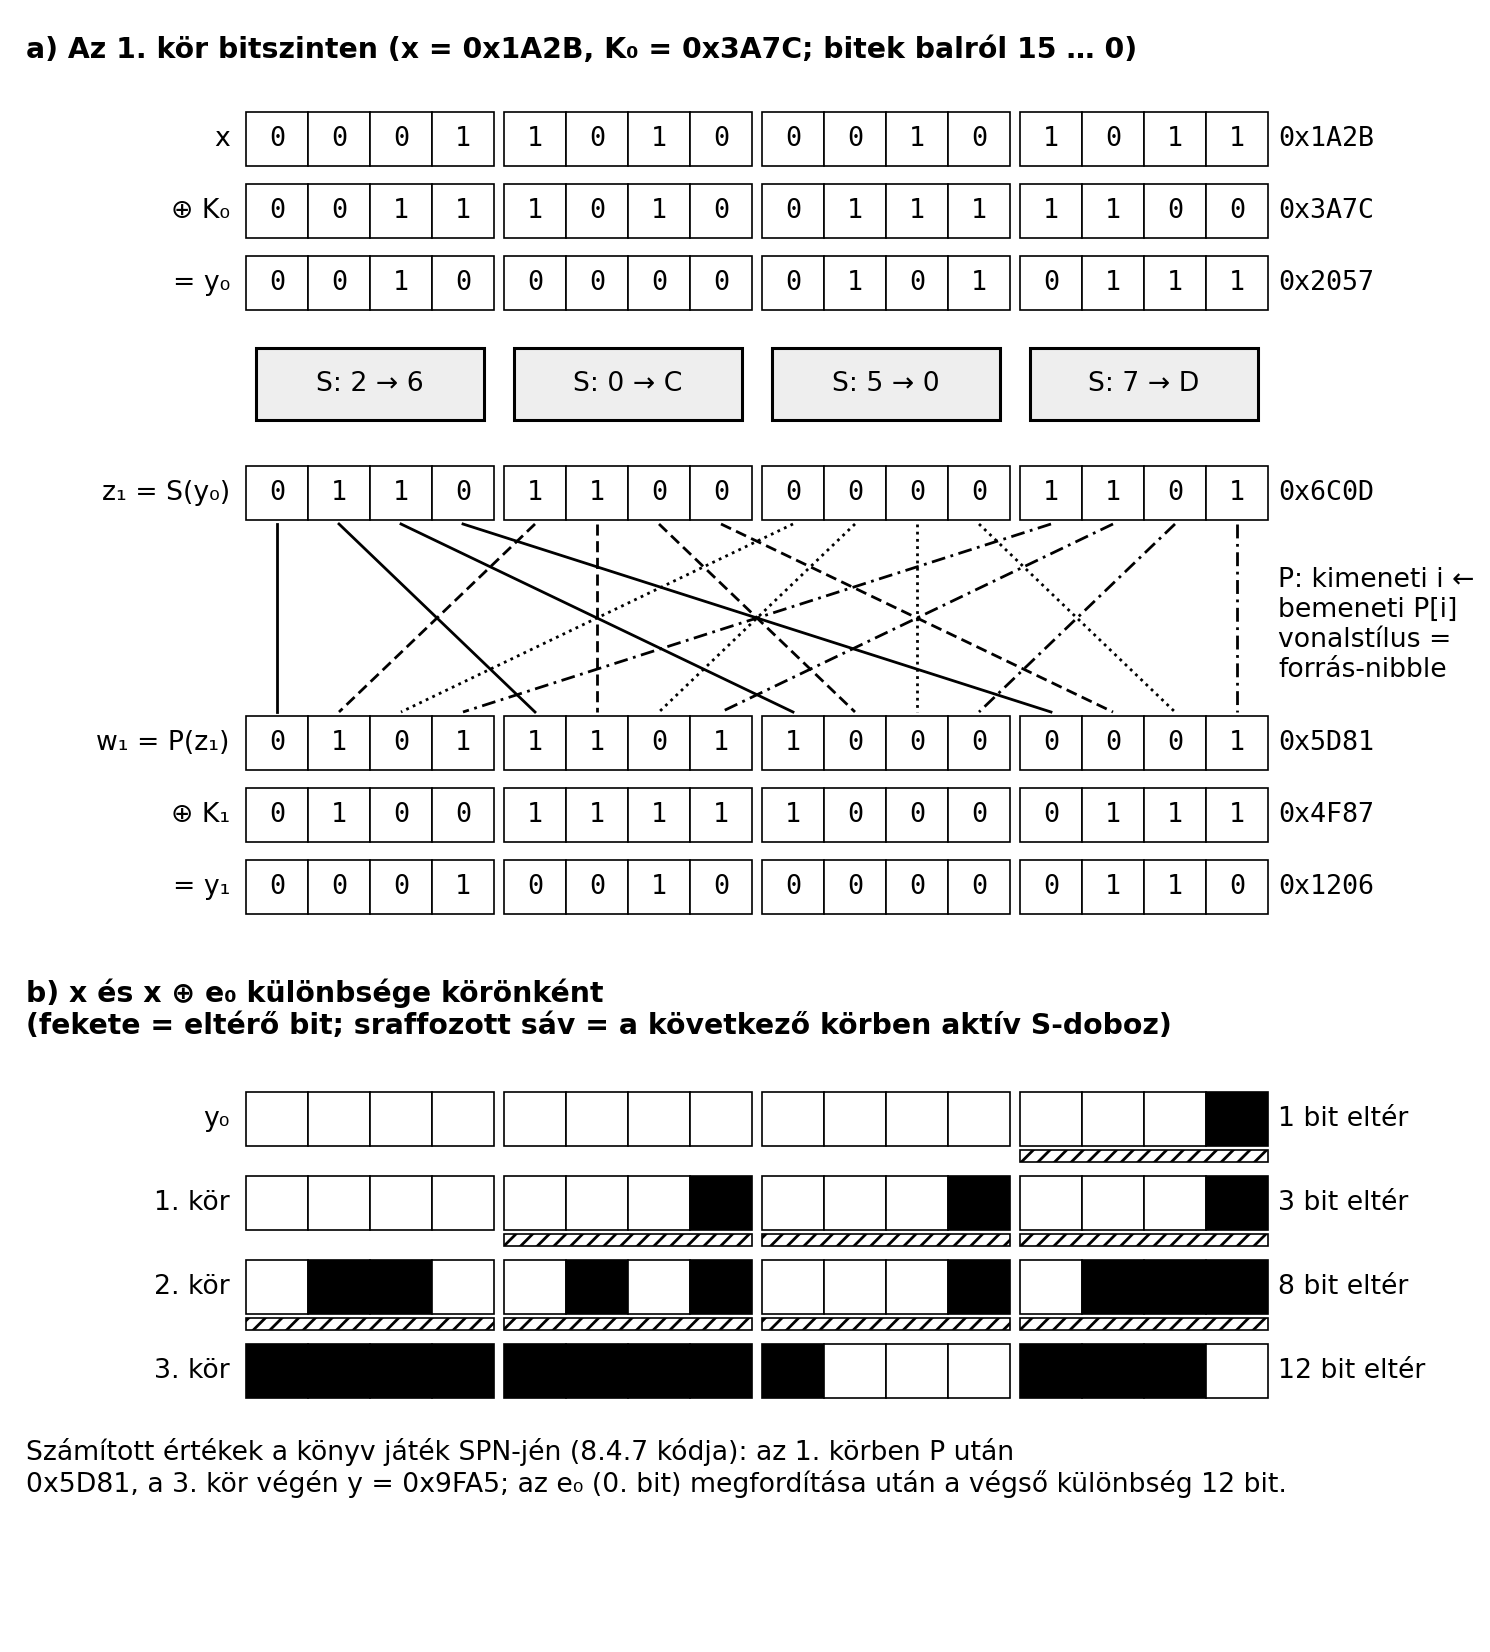 a) Az 1. kör bitszinten (x = 0x1A2B, K₀ = 0x3A7C; bitek balról 15 … 0)
x 0 0 0 1 1 0 1 0 0 0 1 0 1 0 1 1 0x1A2B
⊕ K₀ 0 0 1 1 1 0 1 0 0 1 1 1 1 1 0 0 0x3A7C
= y₀ 0 0 1 0 0 0 0 0 0 1 0 1 0 1 1 1 0x2057
S: 2 → 6 S: 0 → C S: 5 → 0 S: 7 → D
z₁ = S(y₀) 0 1 1 0 1 1 0 0 0 0 0 0 1 1 0 1 0x6C0D
P: kimeneti i ←
bemeneti P[i]
vonalstílus =
forrás-nibble
w₁ = P(z₁) 0 1 0 1 1 1 0 1 1 0 0 0 0 0 0 1 0x5D81
⊕ K₁ 0 1 0 0 1 1 1 1 1 0 0 0 0 1 1 1 0x4F87
= y₁ 0 0 0 1 0 0 1 0 0 0 0 0 0 1 1 0 0x1206
b) x és x ⊕ e₀ különbsége körönként
(fekete = eltérő bit; sraffozott sáv = a következő körben aktív S-doboz)
y₀ 1 bit eltér
1. kör 3 bit eltér
2. kör 8 bit eltér
3. kör 12 bit eltér
Számított értékek a könyv játék SPN-jén (8.4.7 kódja): az 1. körben P után
0x5D81, a 3. kör végén y = 0x9FA5; az e₀ (0. bit) megfordítása után a végső különbség 12 bit.